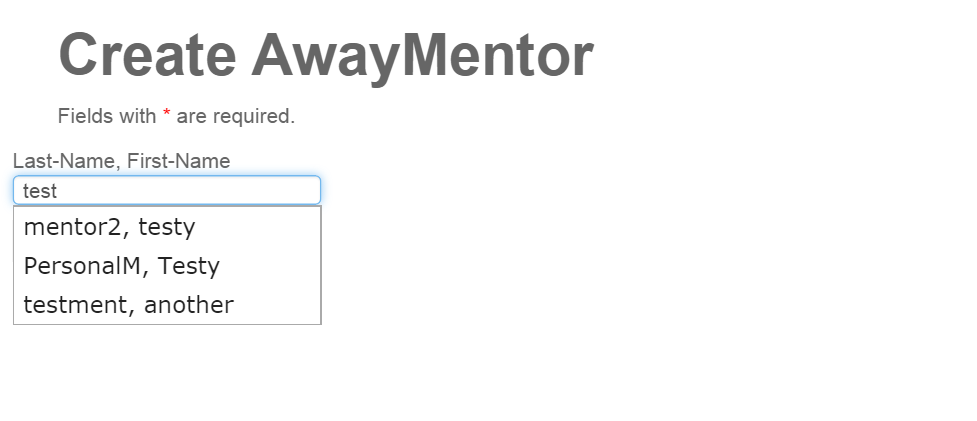 Create AwayMentor
Fields with * are required.
Last-Name, First-Name
test
mentor2, testy
PersonalM, Testy
testment, another